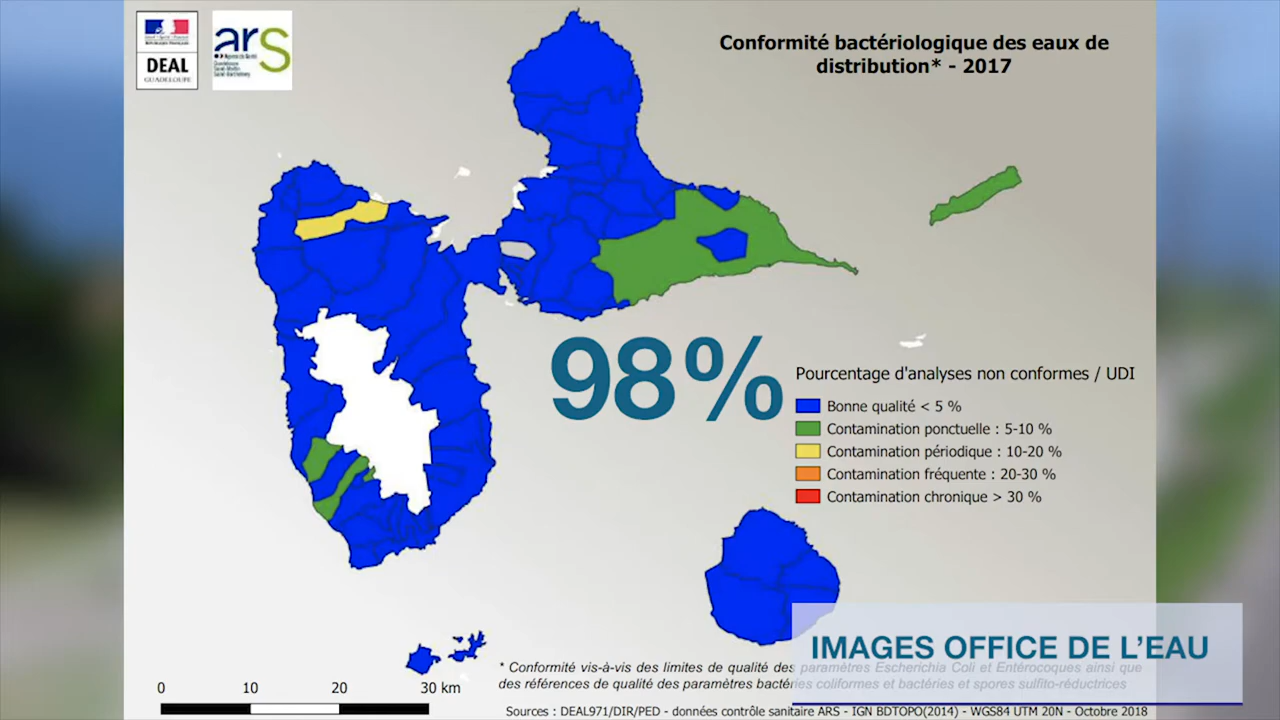 DEAL
GUADELOUPE
ars
Conformité bactériologique des eaux de
distribution* - 2017
98%
Pourcentage d'analyses non conformes / UDI
Bonne qualité < 5 %
Contamination ponctuelle : 5-10 %
Contamination périodique : 10-20 %
Contamination fréquente : 20-30 %
Contamination chronique > 30 %
IMAGES OFFICE DE L'EAU
* Conformité vis-à-vis des limites de qualité des paramètres Escherichia Coli et Entérocoques ainsi que
des références de qualité des paramètres bactéries coliformes et bactéries et spores sulfito-réductrices
0 10 20 30 km
Sources : DEAL971/DIR/PED - données contrôle sanitaire ARS - IGN BDTOPO(2014) - WGS84 UTM 20N - Octobre 2018